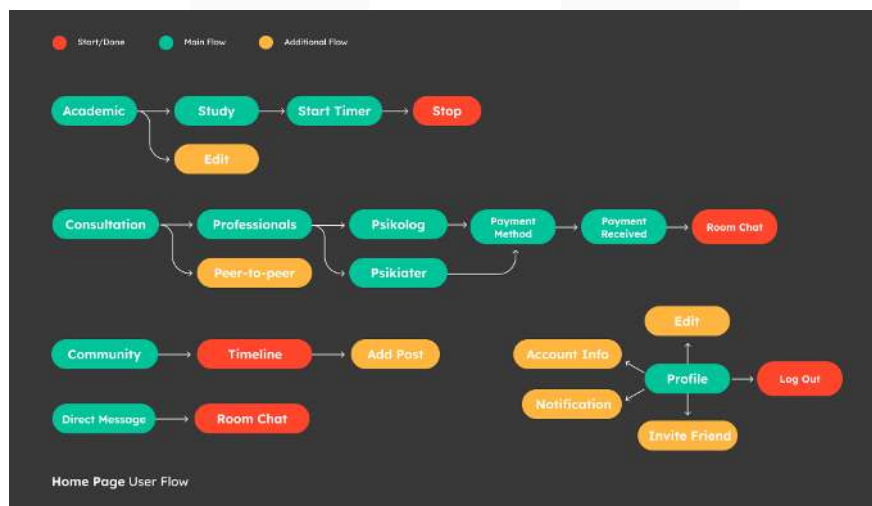 Start/Done
Main Flow
Additional Flow
Academic
Study
Start Timer
Stop
Edit
Consultation
Professionals
Psikolog
Payment
Method
Payment
Received
Room Chat
Peer-to-peer
Psikiater
Community
Timeline
Add Post
Direct Message
Room Chat
Edit
Account Info
Profile
Log Out
Notification
Invite Friend
Home Page User Flow